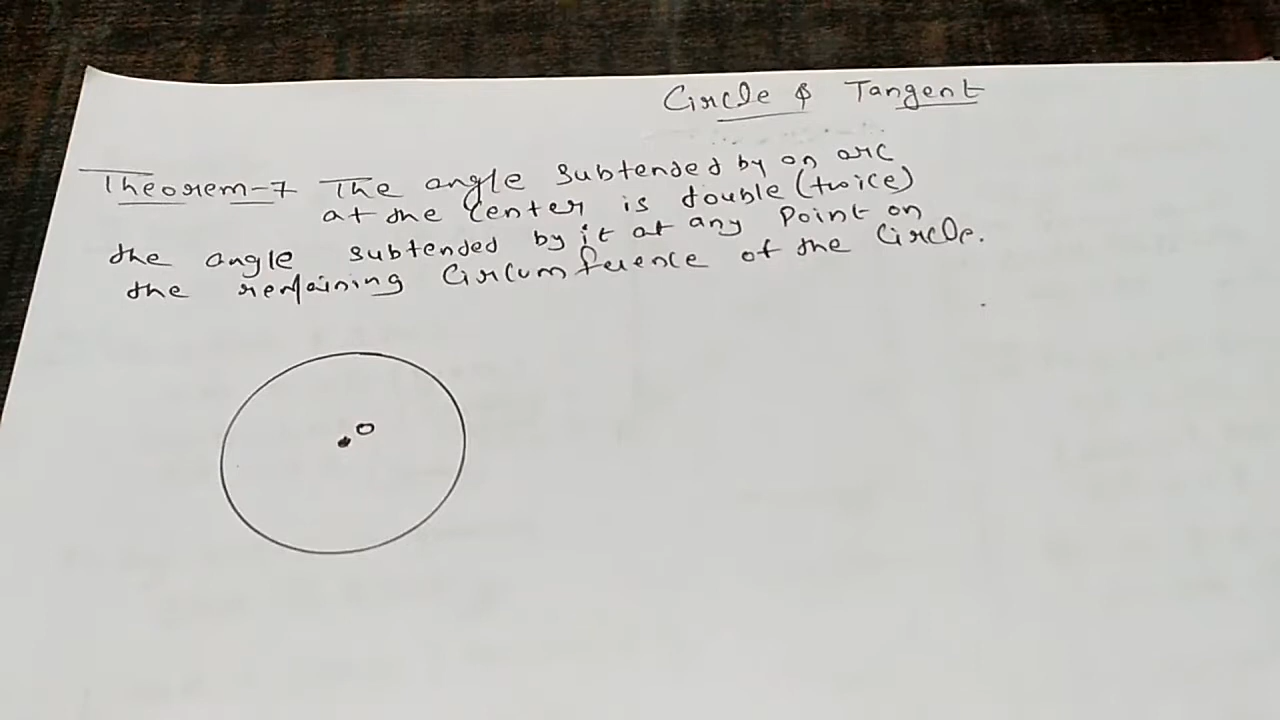 Circle & Tangent
Theorem-7 The angle subtended by an arc
at the center is double (twice)
the angle subtended by it at any point on
the remaining circumference of the circle.
O